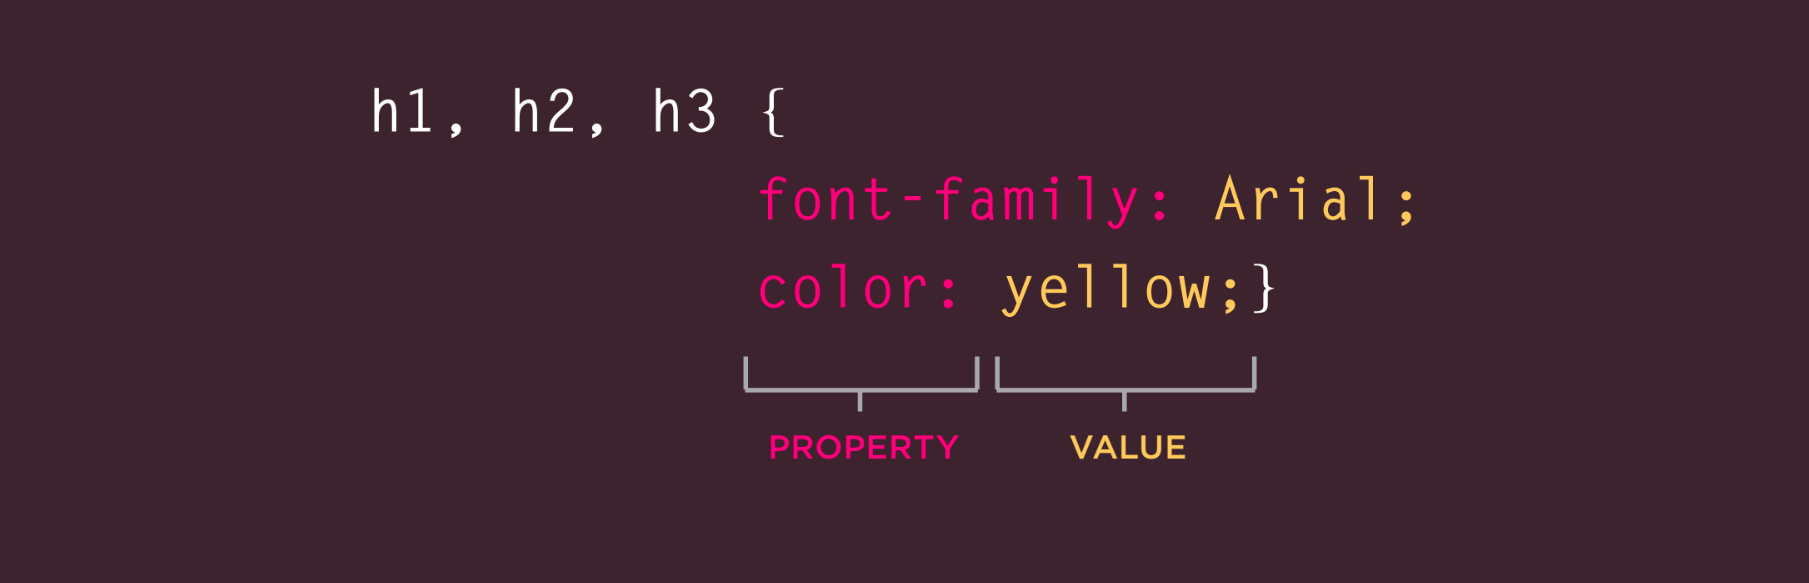 h1, h2, h3 {
font-family: Arial;
color: yellow;}
PROPERTY VALUE